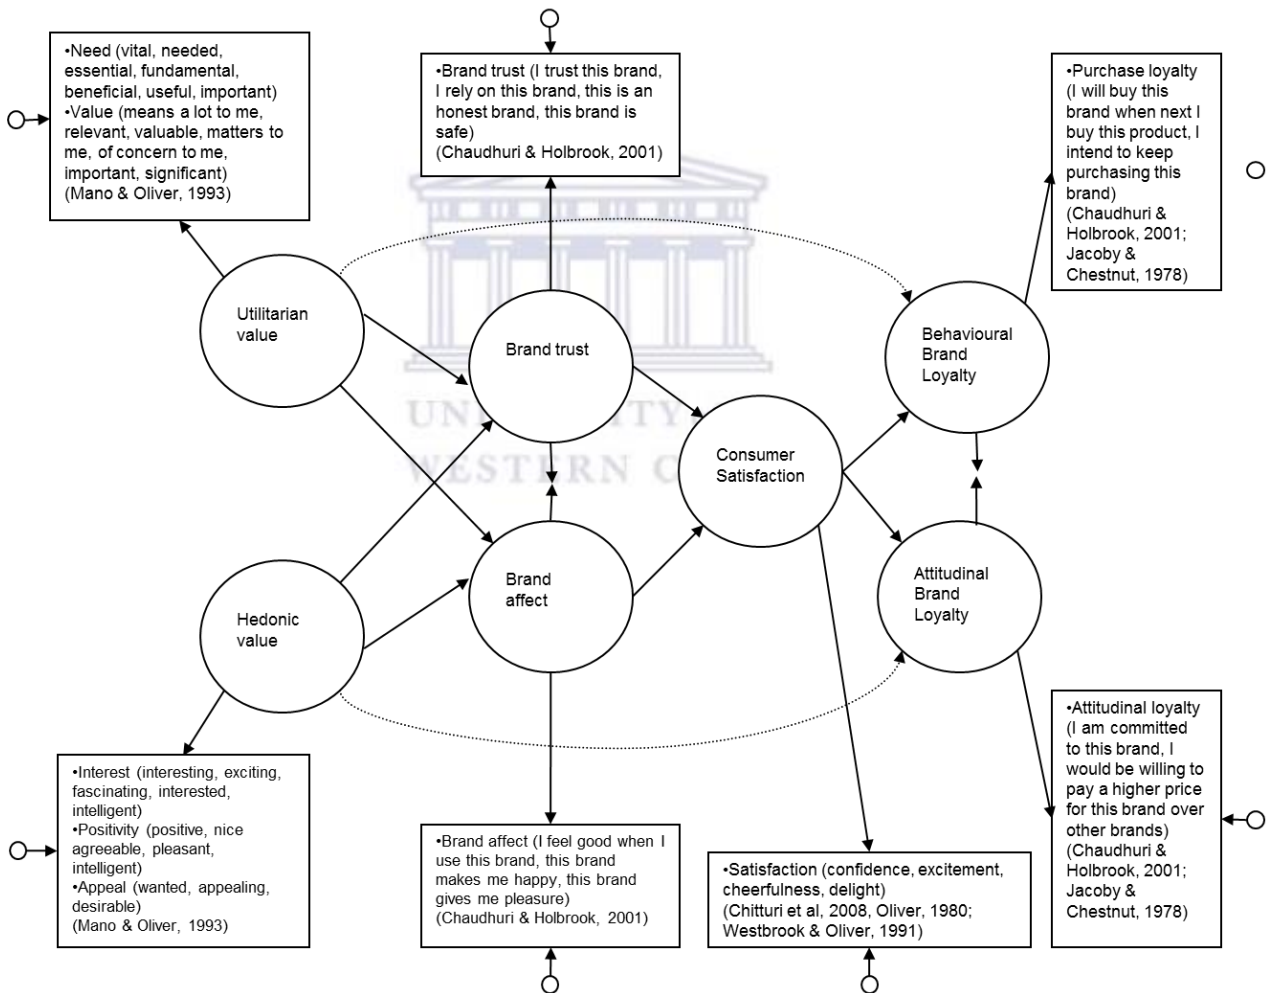 •Need (vital, needed,
essential, fundamental,
beneficial, useful, important)
•Value (means a lot to me,
relevant, valuable, matters to
me, of concern to me,
important, significant)
(Mano & Oliver, 1993)
•Brand trust (I trust this brand,
I rely on this brand, this is an
honest brand, this brand is
safe)
(Chaudhuri & Holbrook, 2001)
•Purchase loyalty
(I will buy this
brand when next I
buy this product, I
intend to keep
purchasing this
brand)
(Chaudhuri &
Holbrook, 2001;
Jacoby &
Chestnut, 1978)
Utilitarian
value
Brand trust
Behavioural
Brand
Loyalty
Consumer
Satisfaction
WESTERN
Hedonic
value
Brand
affect
Attitudinal
Brand
Loyalty
•Interest (interesting, exciting,
fascinating, interested,
intelligent)
•Positivity (positive, nice
agreeable, pleasant,
intelligent)
•Appeal (wanted, appealing,
desirable)
(Mano & Oliver, 1993)
•Brand affect (I feel good when I
use this brand, this brand
makes me happy, this brand
gives me pleasure)
(Chaudhuri & Holbrook, 2001)
•Satisfaction (confidence, excitement,
cheerfulness, delight)
(Chitturi et al, 2008, Oliver, 1980;
Westbrook & Oliver, 1991)
•Attitudinal loyalty
(I am committed
to this brand, I
would be willing to
pay a higher price
for this brand over
other brands)
(Chaudhuri &
Holbrook, 2001;
Jacoby &
Chestnut, 1978)